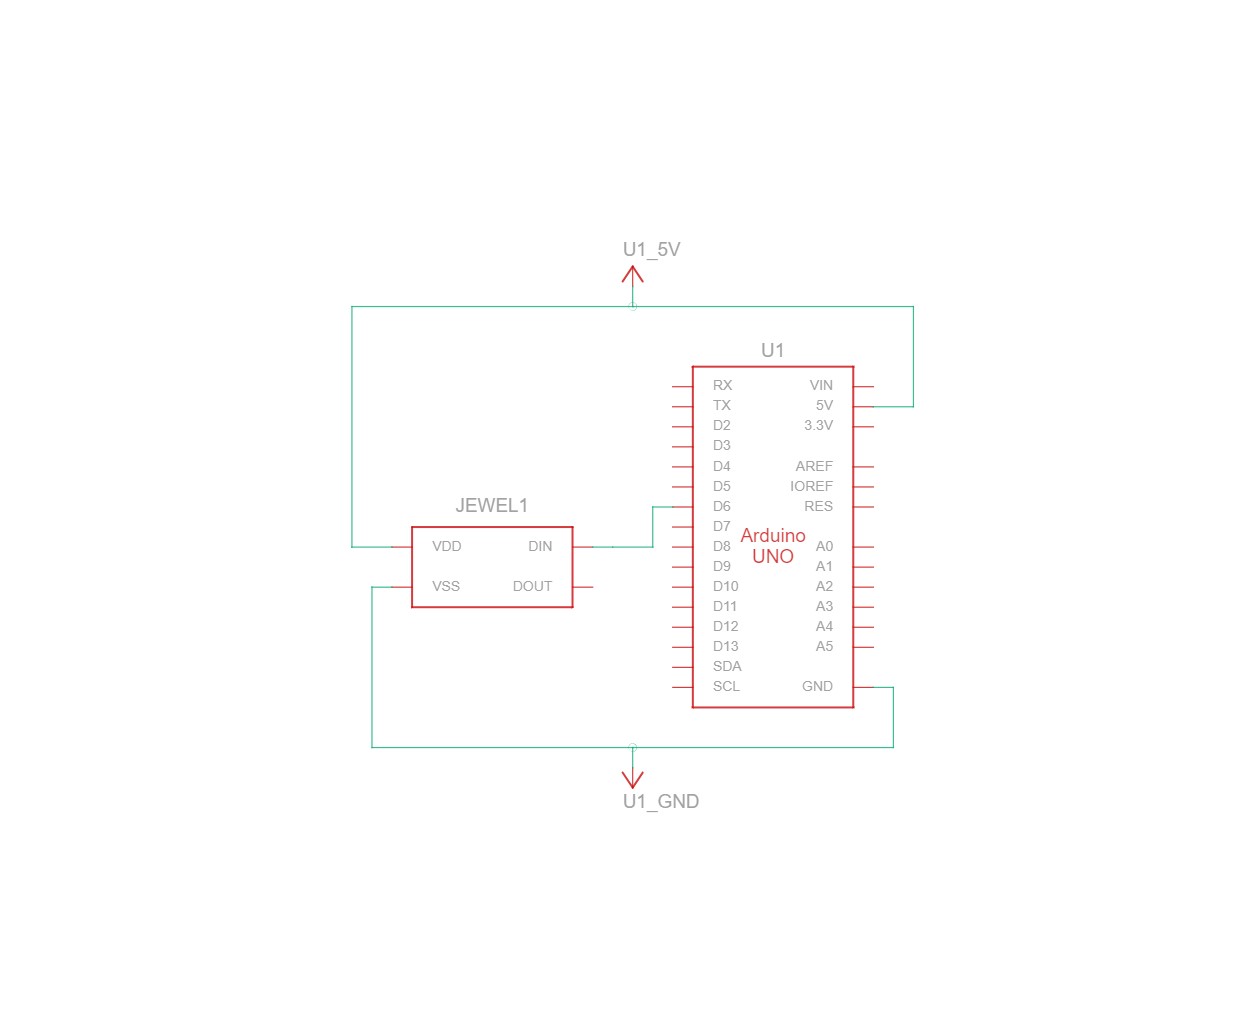 U1_5V
U1
RX VIN
TX 5V
D2 3.3V
D3
D4 AREF
D5 IOREF
D6 RES
D7
Arduino
UNO
D8 A0
D9 A1
D10 A2
D11 A3
D12 A4
D13 A5
SDA
SCL GND
JEWEL1
VDD DIN
VSS DOUT
U1_GND